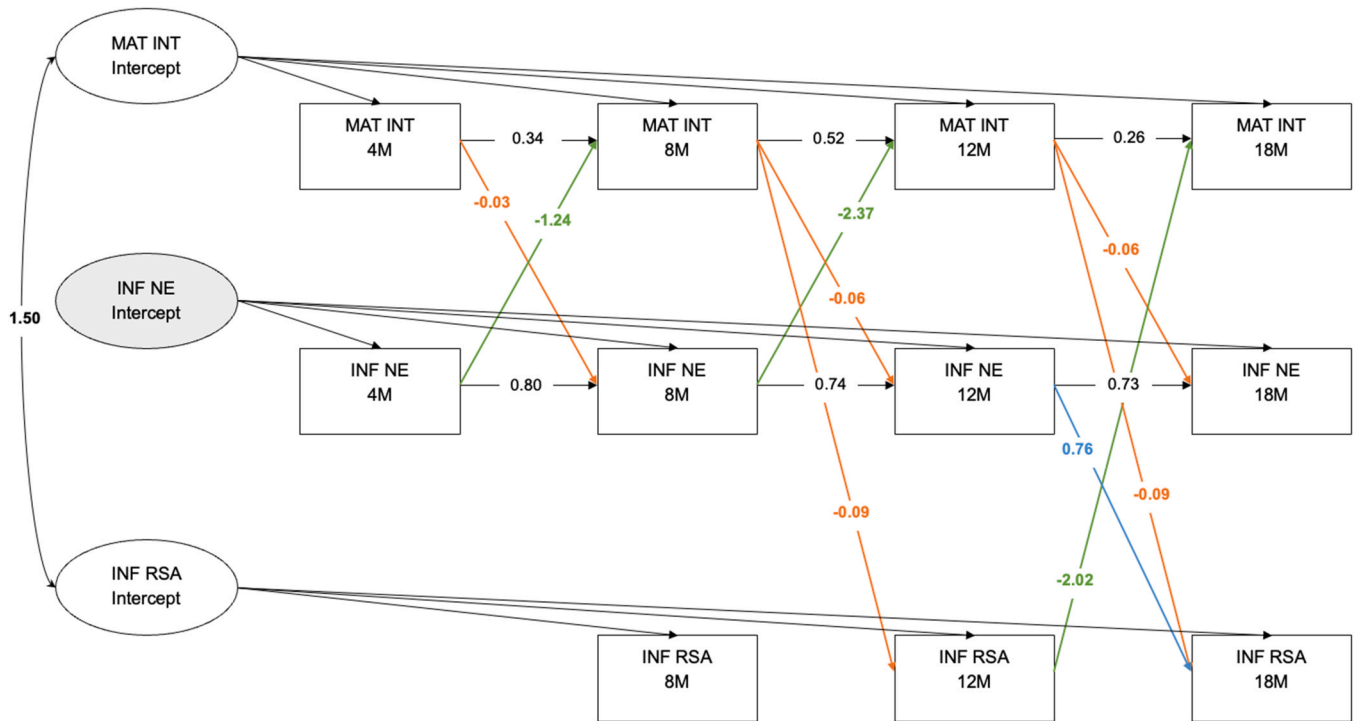 MAT INT
Intercept
MAT INT
4M
0.34
MAT INT
8M
0.52
MAT INT
12M
0.26
MAT INT
18M
-0.03
-1.24
-2.37
-0.06
-0.06
INF NE
Intercept
1.50
INF NE
4M
0.80
INF NE
8M
0.74
INF NE
12M
0.73
INF NE
18M
0.76
-0.09
-0.09
-2.02
INF RSA
Intercept
INF RSA
8M
INF RSA
12M
INF RSA
18M